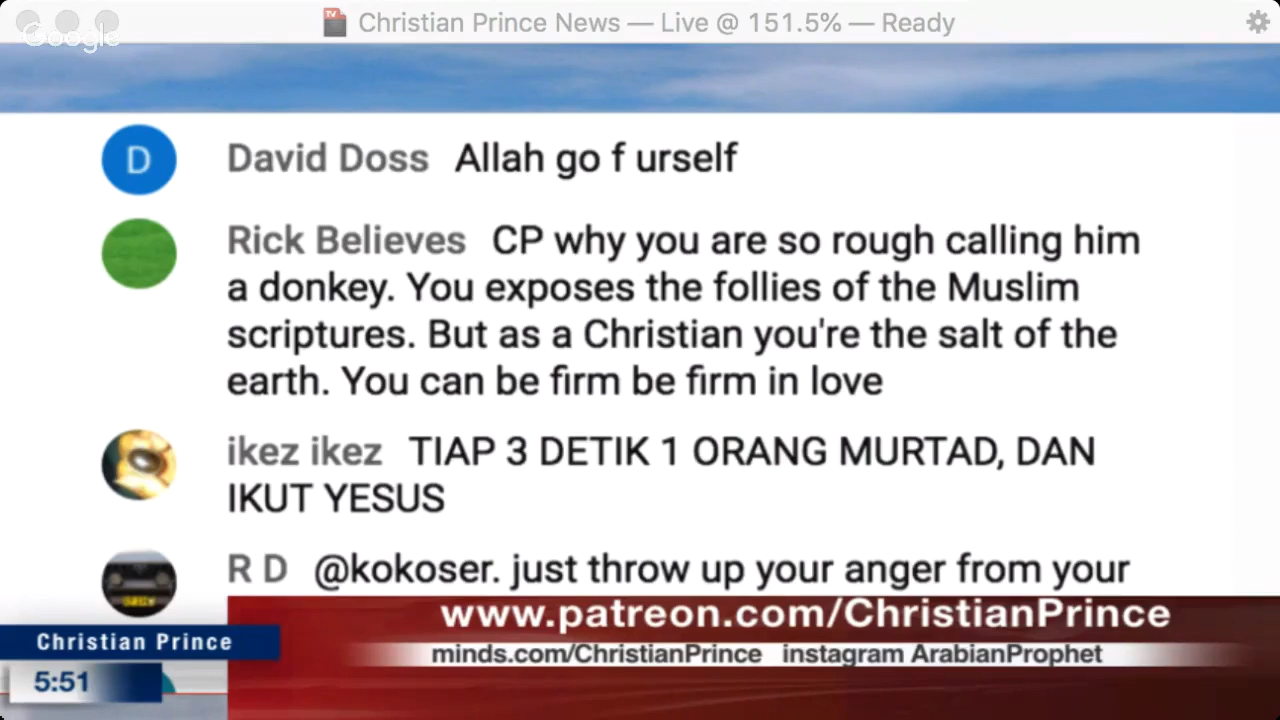 Christian Prince News — Live @ 151.5% — Ready
Google
D
David Doss Allah go f urself
Rick Believes CP why you are so rough calling him
a donkey. You exposes the follies of the Muslim
scriptures. But as a Christian you're the salt of the
earth. You can be firm be firm in love
ikez ikez TIAP 3 DETIK 1 ORANG MURTAD, DAN
IKUT YESUS
R D @kokoser. just throw up your anger from your
www.patreon.com/ChristianPrince
Christian Prince
minds.com/ChristianPrince instagram ArabianProphet
5:51